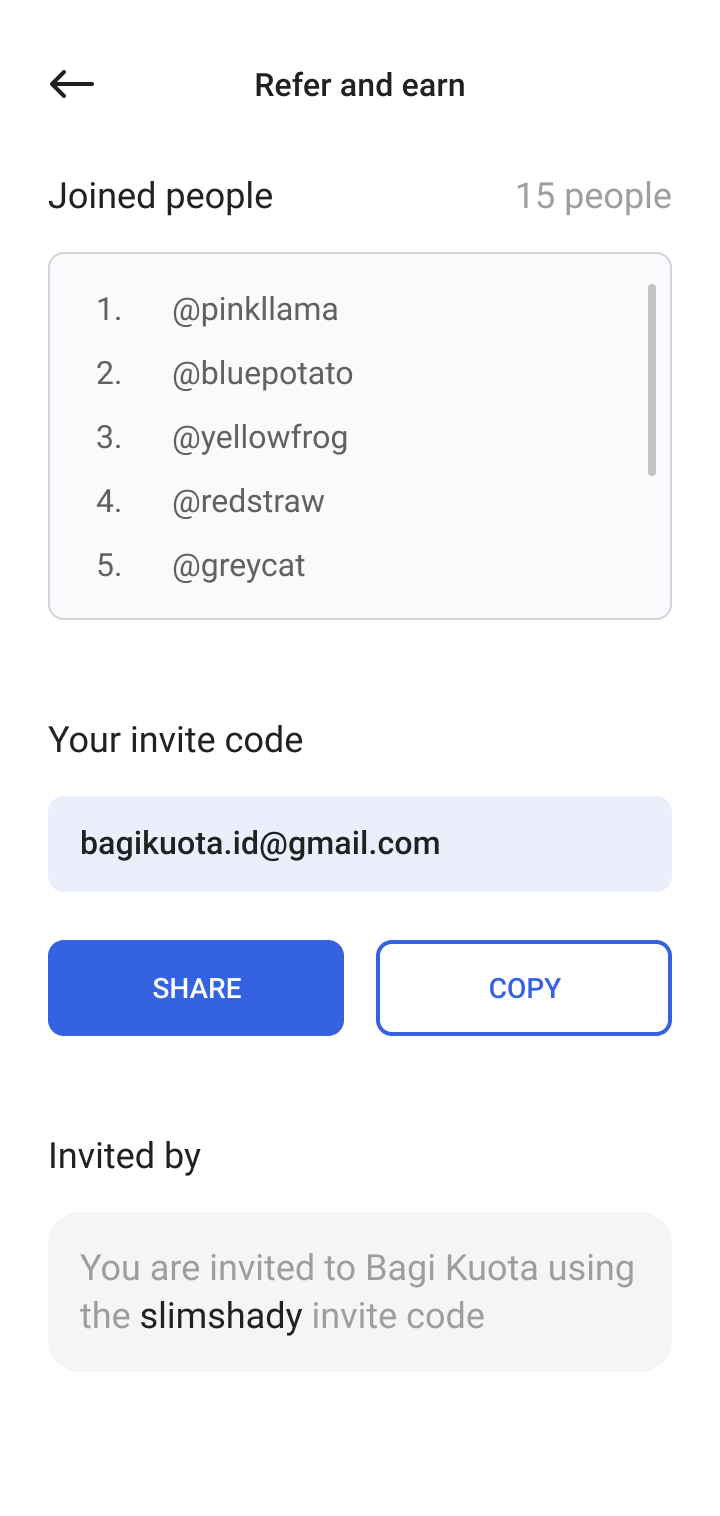 Refer and earn
Joined people 15 people
1. @pinkllama
2. @bluepotato
3. @yellowfrog
4. @redstraw
5. @greycat
Your invite code
bagikuota.id@gmail.com
SHARE COPY
Invited by
You are invited to Bagi Kuota using
the slimshady invite code